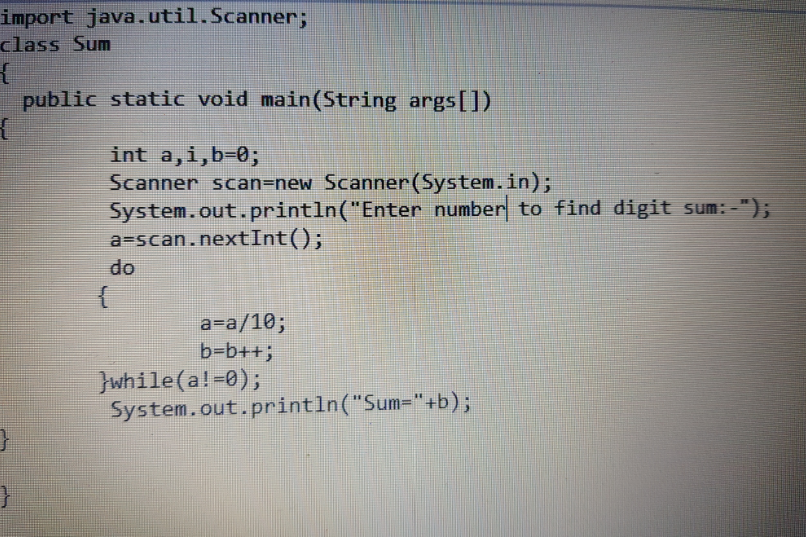 import java.util.Scanner;
class Sum
{
public static void main(String args[])
{
int a,i,b=0;
Scanner scan=new Scanner(System.in);
System.out.println("Enter number to find digit sum:-");
a=scan.nextInt();
do
{
a=a/10;
b=b++;
}while(a!=0);
System.out.println("Sum="+b);
}
}